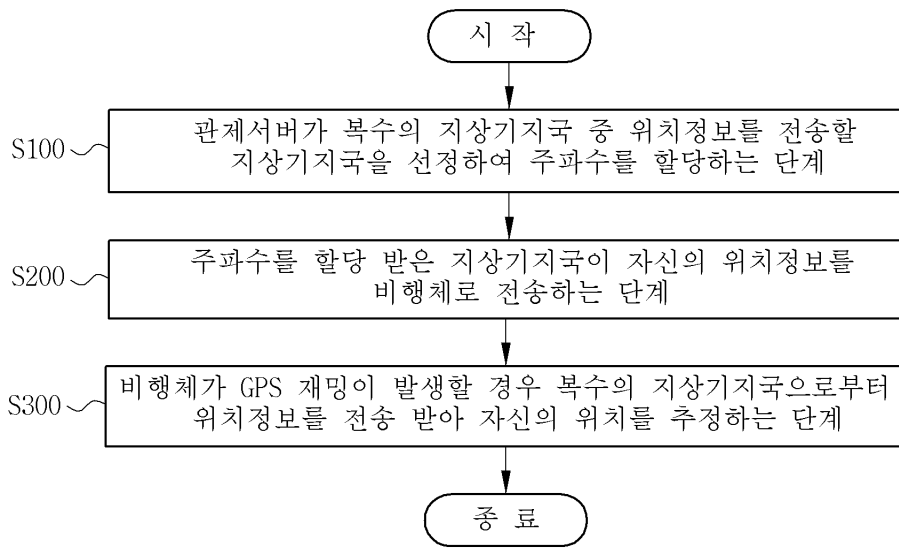 시 작
S100
관제서버가 복수의 지상기지국 중 위치정보를 전송할
지상기지국을 선정하여 주파수를 할당하는 단계
S200
주파수를 할당 받은 지상기지국이 자신의 위치정보를
비행체로 전송하는 단계
S300
비행체가 GPS 재밍이 발생할 경우 복수의 지상기지국으로부터
위치정보를 전송 받아 자신의 위치를 추정하는 단계
종 료